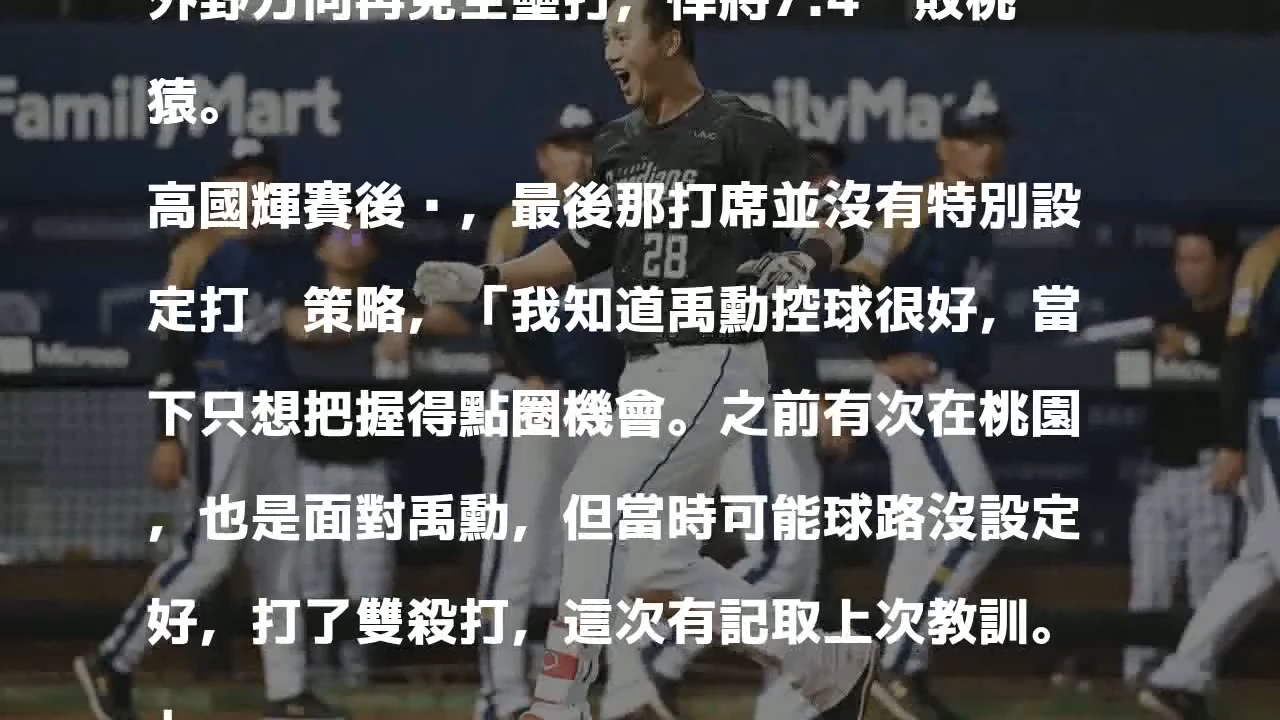 外野方向再見全壘打，悍將7:4 敗桃
猿。
高國輝賽後·，最後那打席並沒有特別設
定打 策略，「我知道禹勳控球很好，當
下只想把握得點圈機會。之前有次在桃園
，也是面對禹勳，但當時可能球路沒設定
好，打了雙殺打，這次有記取上次教訓。
FamilyMart
FamilyMart
28